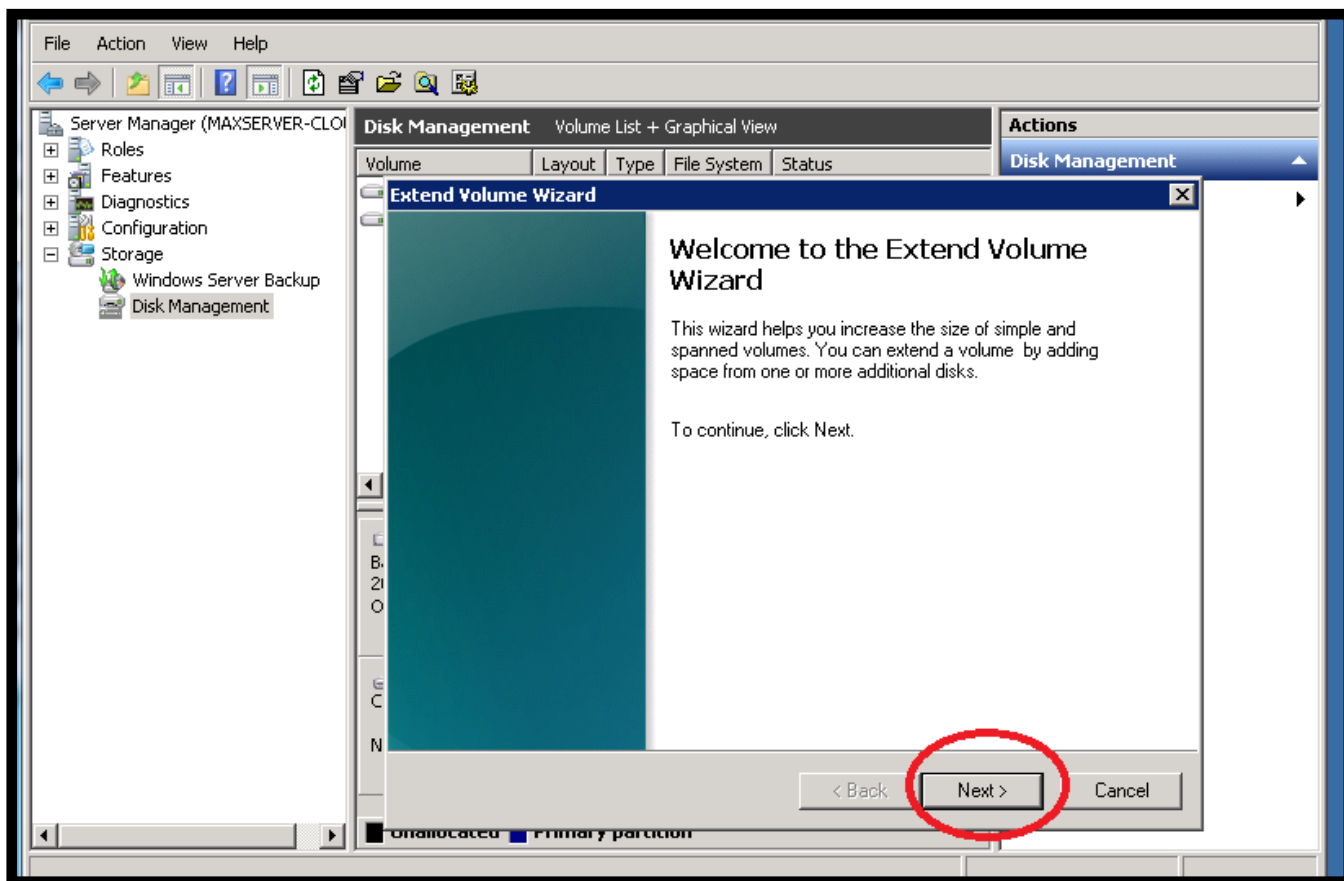 File Action View Help
Server Manager (MAXSERVER-CLO
Roles
Features
Diagnostics
Configuration
Storage
Windows Server Backup
Disk Management
Disk Management Volume List + Graphical View
Volume Layout Type File System Status
Actions
Disk Management
Extend Volume Wizard
Welcome to the Extend Volume
Wizard
This wizard helps you increase the size of simple and
spanned volumes. You can extend a volume by adding
space from one or more additional disks.
To continue, click Next.
< Back Next > Cancel
Unallocated Primary partition